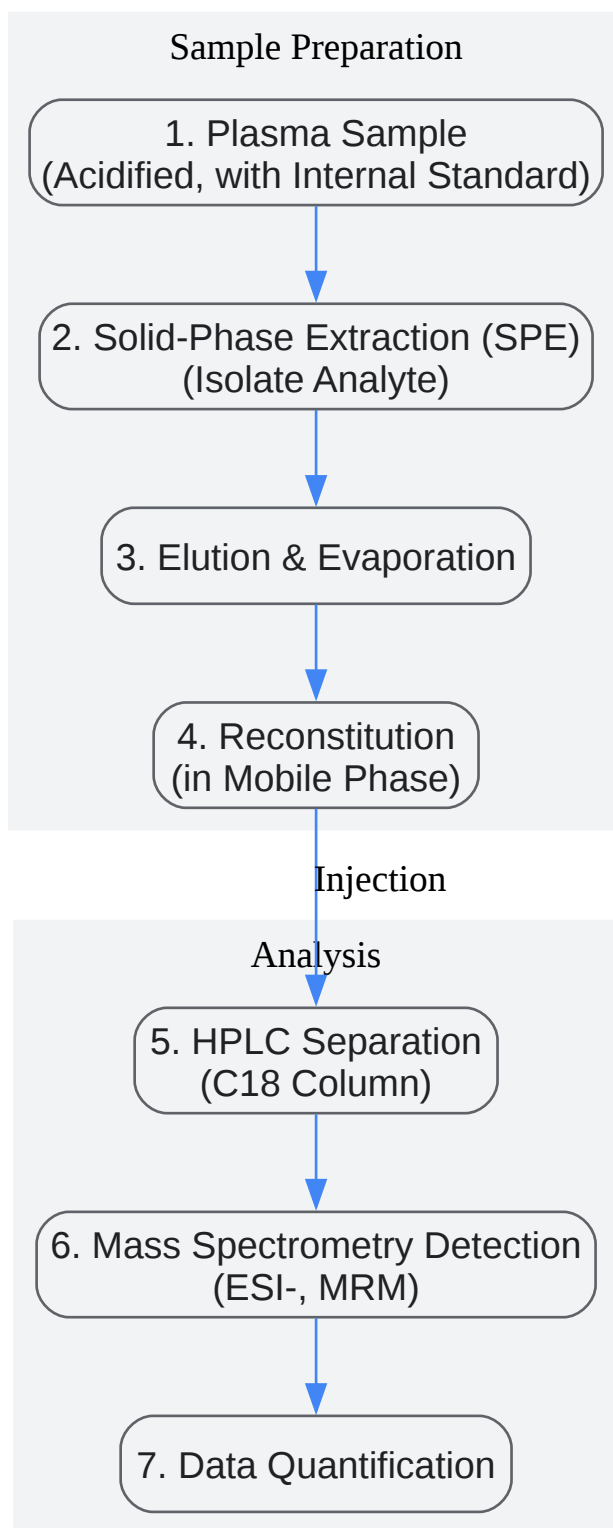 Sample Preparation
1. Plasma Sample
(Acidified, with Internal Standard)
2. Solid-Phase Extraction (SPE)
(Isolate Analyte)
3. Elution & Evaporation
4. Reconstitution
(in Mobile Phase)
Injection
Analysis
5. HPLC Separation
(C18 Column)
6. Mass Spectrometry Detection
(ESI-, MRM)
7. Data Quantification